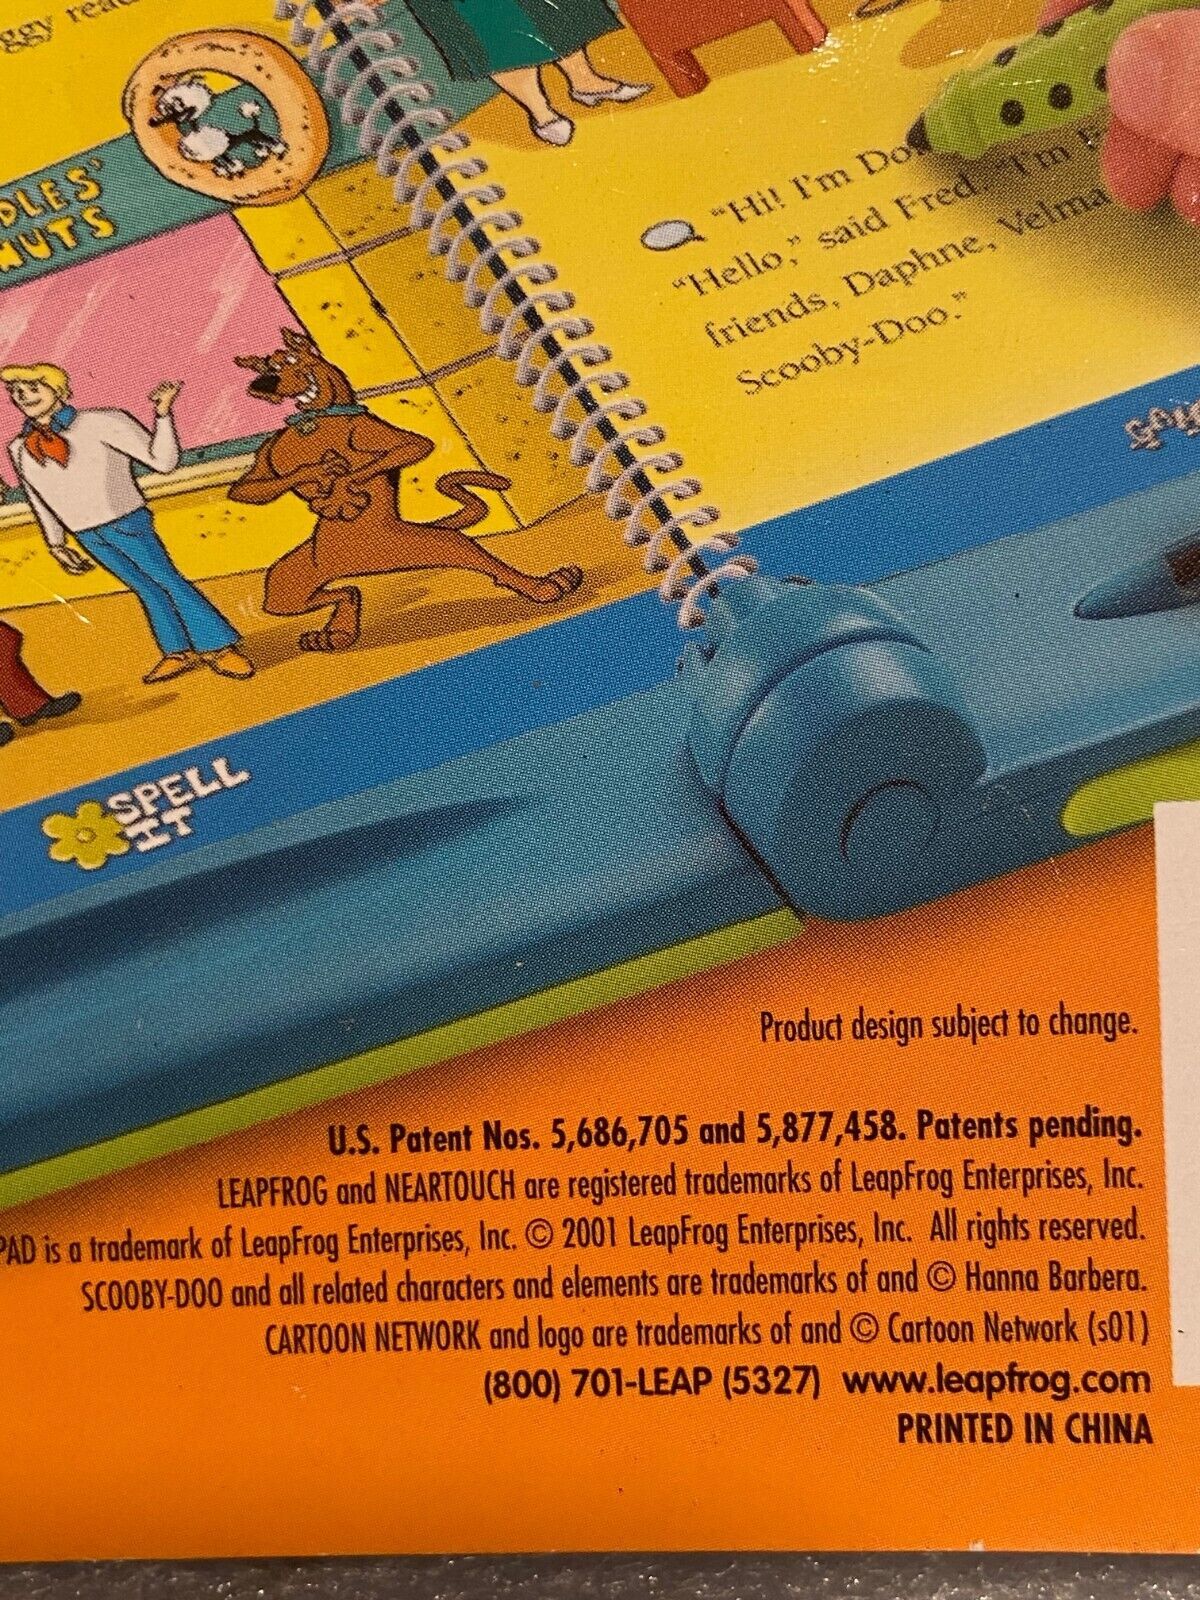 "Hi! I'm
"Hello," said Fred. "I'm
friends, Daphne, Velma
Scooby-Doo."
SPELL
IT
Product design subject to change.
U.S. Patent Nos. 5,686,705 and 5,877,458. Patents pending.
LEAPFROG and NEARTOUCH are registered trademarks of LeapFrog Enterprises, Inc.
PAD is a trademark of LeapFrog Enterprises, Inc. © 2001 LeapFrog Enterprises, Inc. All rights reserved.
SCOOBY-DOO and all related characters and elements are trademarks of and © Hanna Barbera.
CARTOON NETWORK and logo are trademarks of and © Cartoon Network (s01)
(800) 701-LEAP (5327) www.leapfrog.com
PRINTED IN CHINA